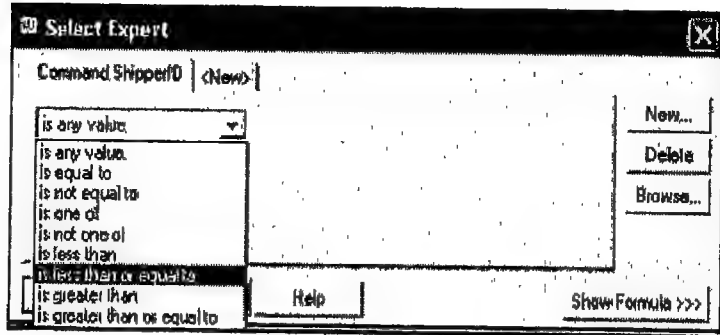 Select Expert
Command.ShipperID <New>
is any value
New...
is any value
is equal to
is not equal to
is one of
is not one of
is less than
is less than or equal to
is greater than
is greater than or equal to
Delete
Browse...
Help
Show Formula >>>